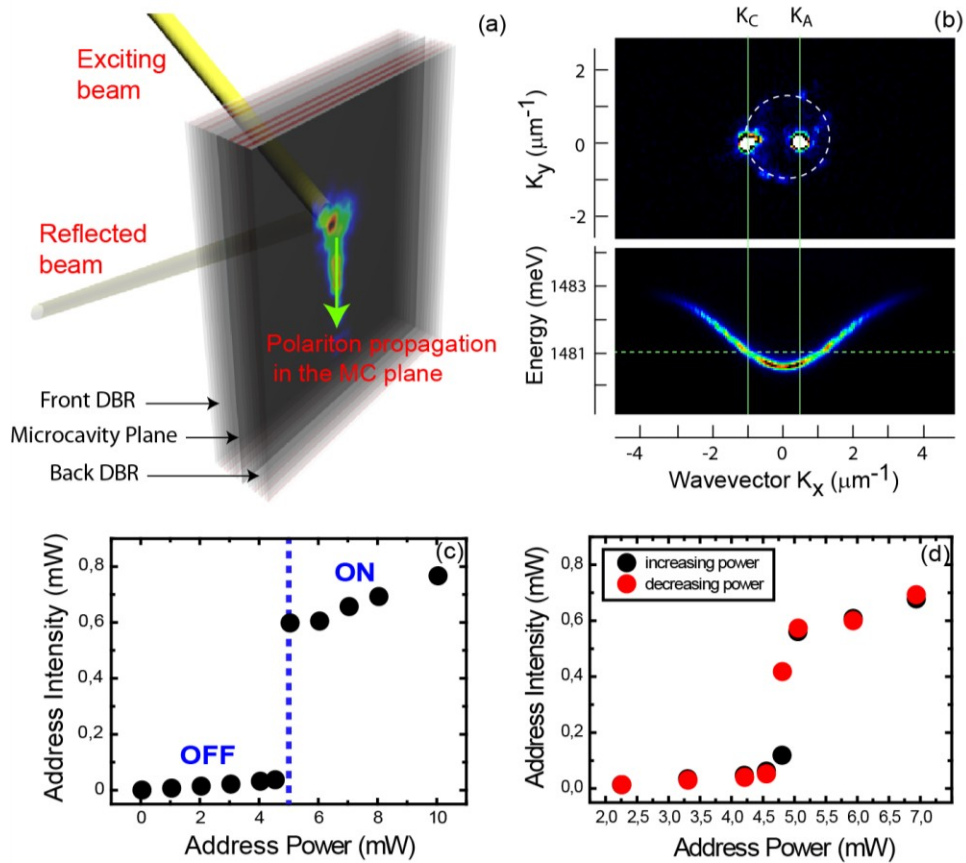 (a)
Exciting
beam
Reflected
beam
Polariton propagation
in the MC plane
Front DBR
Microcavity Plane
Back DBR
(b)
K_C K_A
K_y (μm⁻¹)
2
0
-2
Energy (meV)
1483
1481
-4 -2 0 2 4
Wavevector K_x (μm⁻¹)
(c)
Address Intensity (mW)
0,8
0,6
0,4
0,2
0
OFF
ON
0 2 4 6 8 10
Address Power (mW)
(d)
increasing power
decreasing power
Address Intensity (mW)
0,8
0,6
0,4
0,2
0,0
2,0 2,5 3,0 3,5 4,0 4,5 5,0 5,5 6,0 6,5 7,0
Address Power (mW)